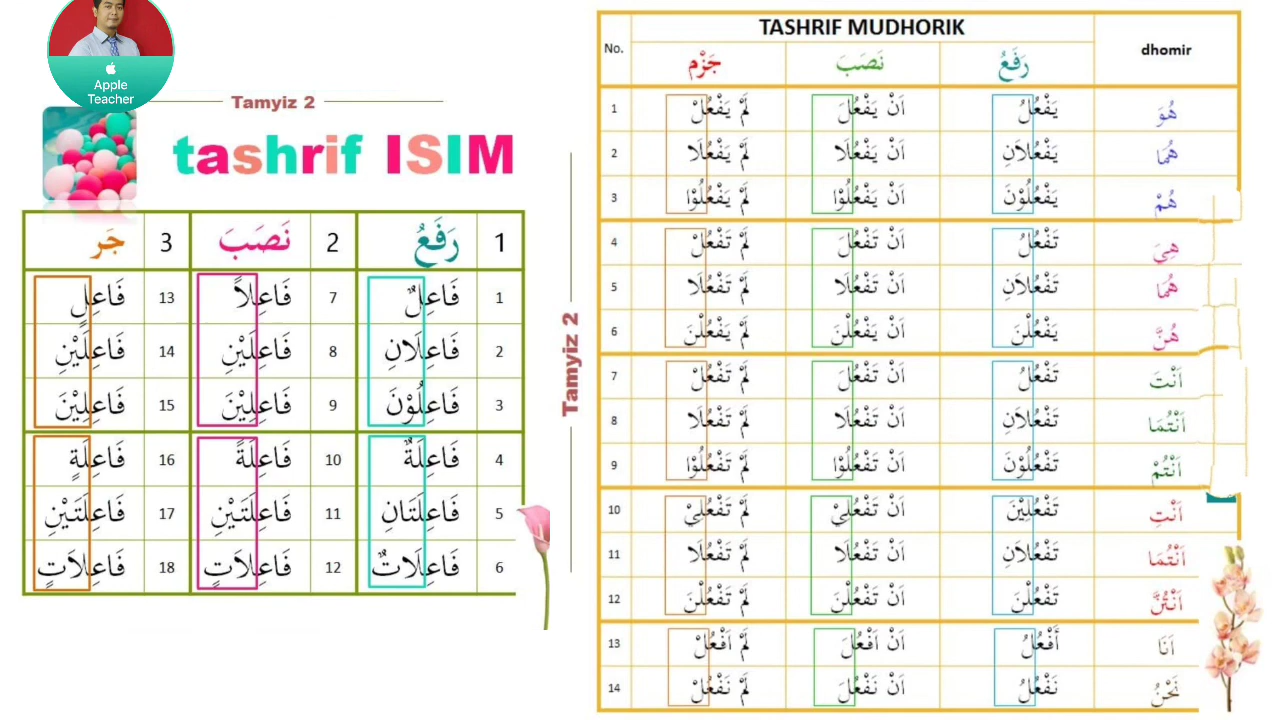 Apple
Teacher
Tamyiz 2
tashrif ISIM
1 رَفَعٌ 2 نَصَبَ 3 جَر
1 فَاعِلٌ 7 فَاعِلاً 13 فَاعِلٍ
2 فَاعِلَانِ 8 فَاعِلَيْنِ 14 فَاعِلَيْنِ
3 فَاعِلُوْنَ 9 فَاعِلِيْنَ 15 فَاعِلِيْنَ
4 فَاعِلَةٌ 10 فَاعِلَةً 16 فَاعِلَةٍ
5 فَاعِلَتَانِ 11 فَاعِلَتَيْنِ 17 فَاعِلَتَيْنِ
6 فَاعِلَاتٌ 12 فَاعِلاَتٍ 18 فَاعِلاَتٍ
Tamyiz 2
TASHRIF MUDHORIK
No. جَزْم نَصَبَ رَفَعُ dhomir
1 لَمْ يَفْعُلْ اَنْ يَفْعُلَ يَفْعُلُ هُوَ
2 لَمْ يَفْعُلَا اَنْ يَفْعُلَا يَفْعُلاَنِ هُمَا
3 لَمْ يَفْعُلُوْا اَنْ يَفْعُلُوْا يَفْعُلُوْنَ هُمْ
4 لَمْ تَفْعُلْ اَنْ تَفْعُلَ تَفْعُلُ هِيَ
5 لَمْ تَفْعُلَا اَنْ تَفْعُلَا تَفْعُلاَنِ هُمَا
6 لَمْ يَفْعُلْنَ اَنْ يَفْعُلْنَ يَفْعُلْنَ هُنَّ
7 لَمْ تَفْعُلْ اَنْ تَفْعُلَ تَفْعُلُ اَنْتَ
8 لَمْ تَفْعُلَا اَنْ تَفْعُلَا تَفْعُلاَنِ اَنْتُمَا
9 لَمْ تَفْعُلُوْا اَنْ تَفْعُلُوْا تَفْعُلُوْنَ اَنْتُمْ
10 لَمْ تَفْعُلِيْ اَنْ تَفْعُلِيْ تَفْعُلِيْنَ اَنْتِ
11 لَمْ تَفْعُلَا اَنْ تَفْعُلَا تَفْعُلاَنِ اَنْتُمَا
12 لَمْ تَفْعُلْنَ اَنْ تَفْعُلْنَ تَفْعُلْنَ اَنْتُنَّ
13 لَمْ اَفْعُلْ اَنْ اَفْعُلَ أَفْعُلُ اَنَا
14 لَمْ نَفْعُلْ اَنْ نَفْعُلَ نَفْعُلُ نَحْنُ